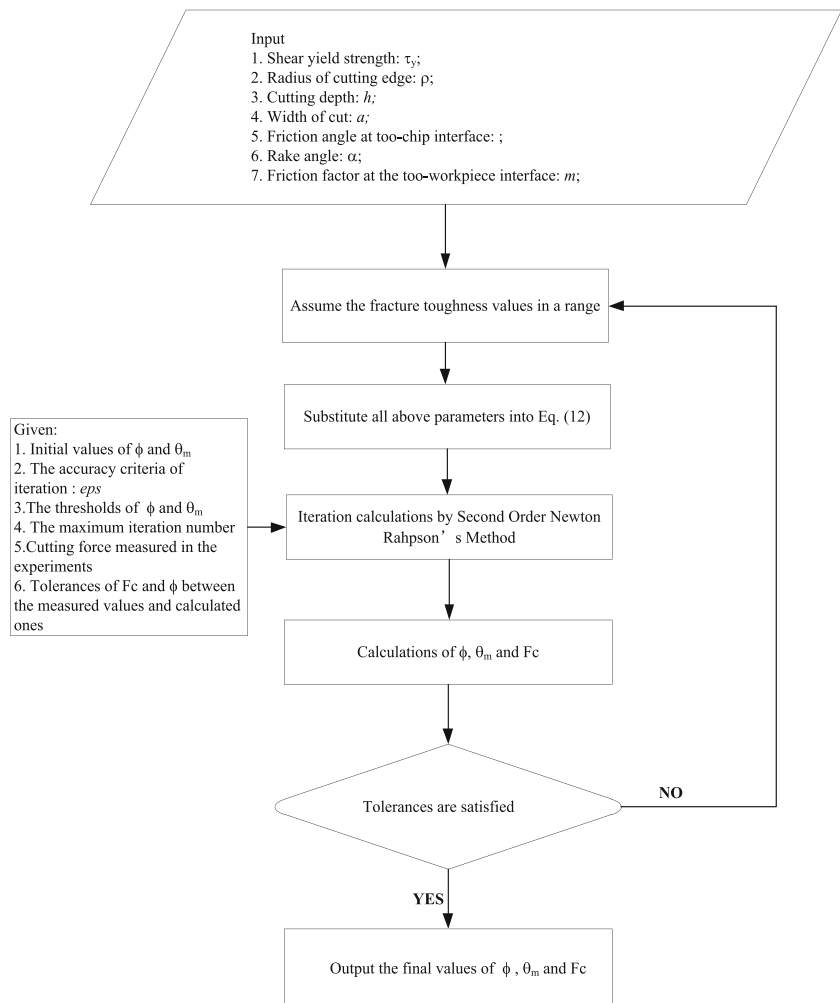 Input
1. Shear yield strength: τy;
2. Radius of cutting edge: ρ;
3. Cutting depth: h;
4. Width of cut: a;
5. Friction angle at too-chip interface: ;
6. Rake angle: α;
7. Friction factor at the too-workpiece interface: m;
Assume the fracture toughness values in a range
Substitute all above parameters into Eq. (12)
Given:
1. Initial values of ϕ and θm
2. The accuracy criteria of
iteration : eps
3.The thresholds of ϕ and θm
4. The maximum iteration number
5.Cutting force measured in the
experiments
6. Tolerances of Fc and ϕ between
the measured values and calculated
ones
Iteration calculations by Second Order Newton
Rahpson’s Method
Calculations of ϕ, θm and Fc
Tolerances are satisfied
NO
YES
Output the final values of ϕ , θm and Fc